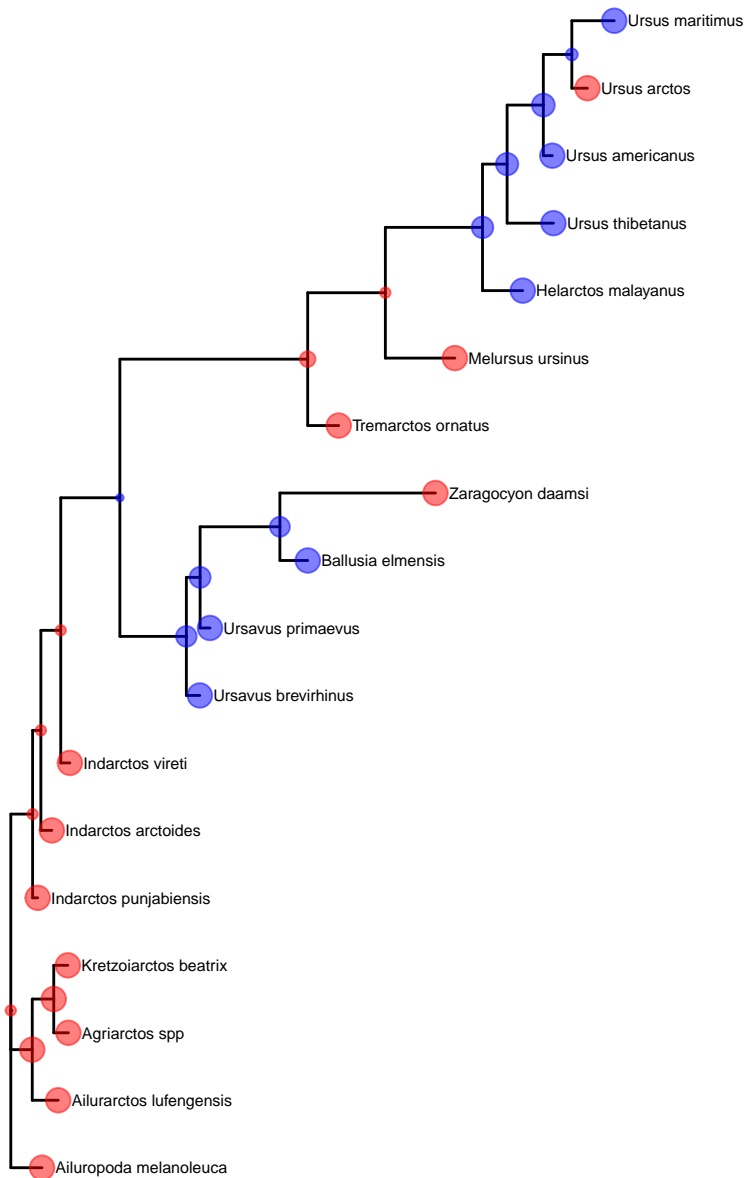 Ursus maritimus
Ursus arctos
Ursus americanus
Ursus thibetanus
Helarctos malayanus
Melursus ursinus
Tremarctos ornatus
Zaragocyon daamsi
Ballusia elmensis
Ursavus primaevus
Ursavus brevirhinus
Indarctos vireti
Indarctos arctoides
Indarctos punjabiensis
Kretzoiarctos beatrix
Agriarctos spp
Ailurarctos lufengensis
Ailuropoda melanoleuca